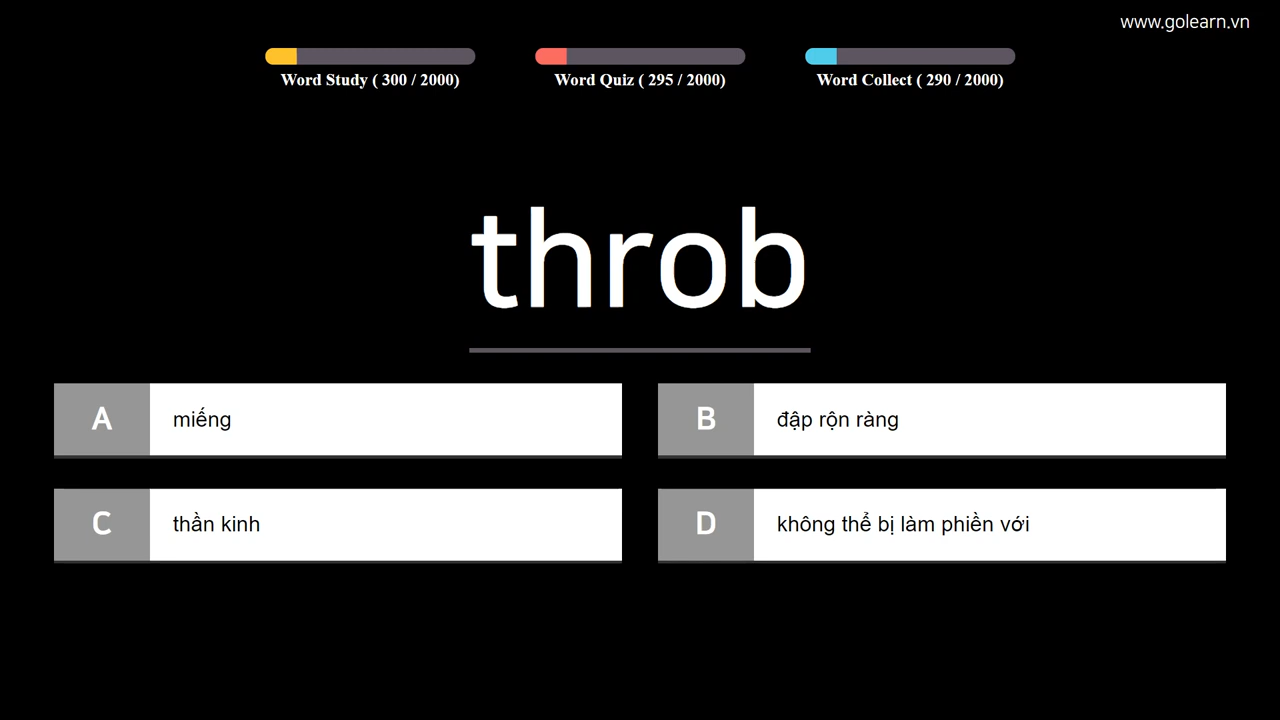 www.golearn.vn
Word Study ( 300 / 2000)
Word Quiz ( 295 / 2000)
Word Collect ( 290 / 2000)
throb
A miếng
B đập rộn ràng
C thần kinh
D không thể bị làm phiền với